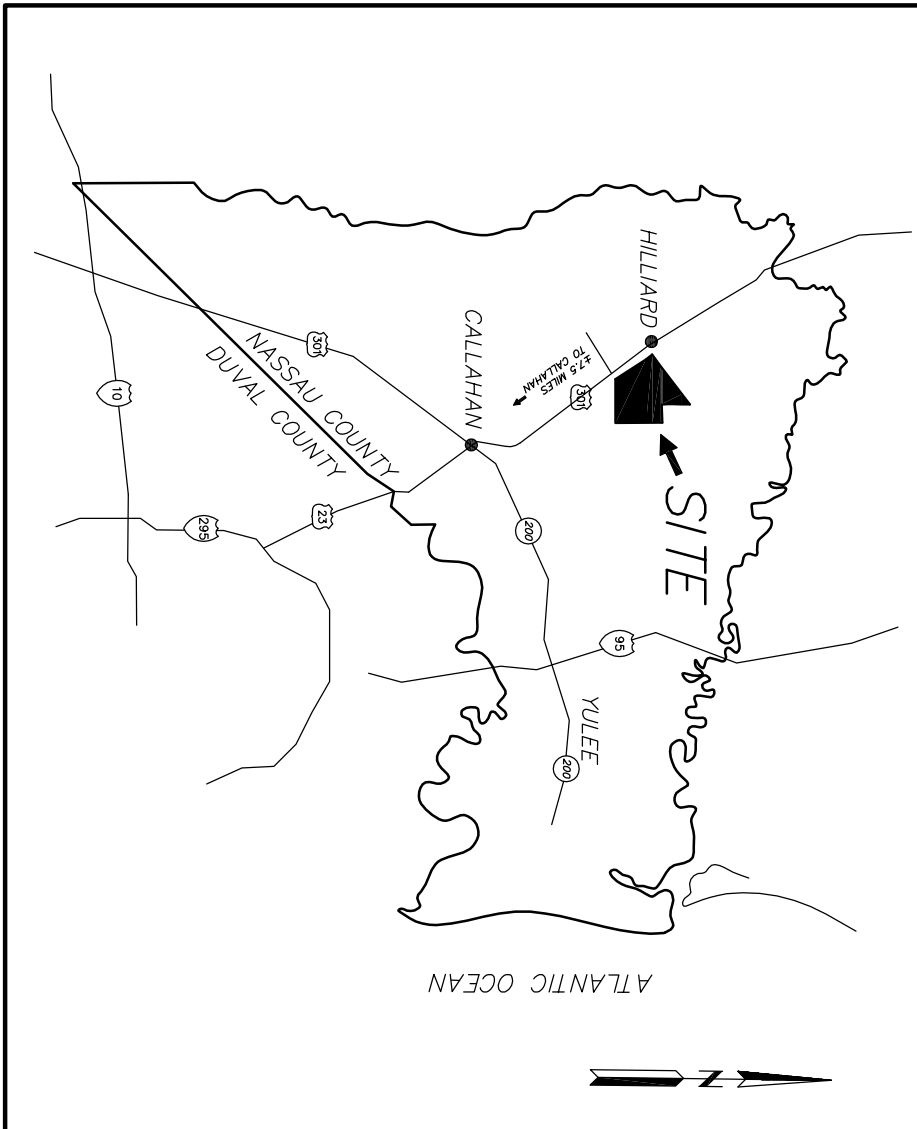 HILLIARD
±7.5 MILES
TO CALLAHAN
301
SITE
CALLAHAN
301
NASSAU COUNTY
DUVAL COUNTY
10
23
295
200
95
YULEE
200
ATLANTIC OCEAN
N